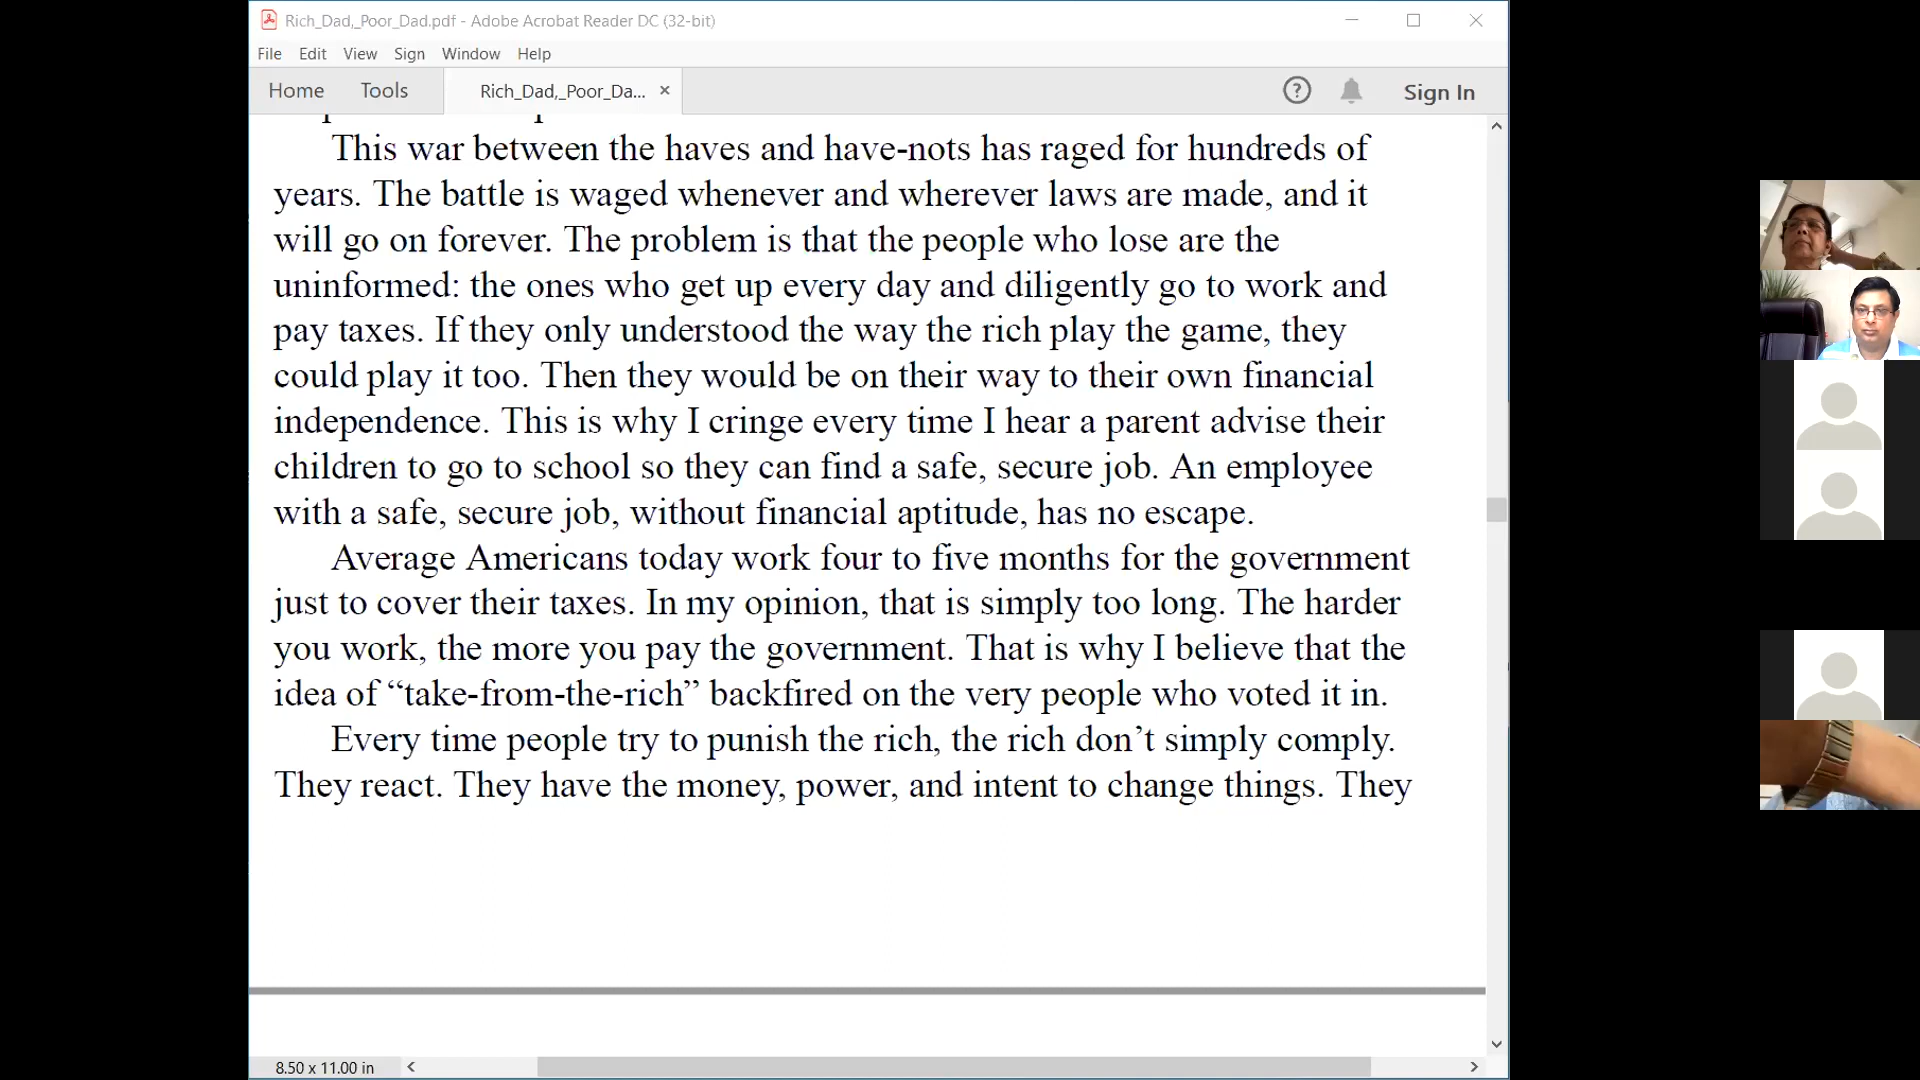 Rich_Dad,_Poor_Dad.pdf - Adobe Acrobat Reader DC (32-bit)
File Edit View Sign Window Help
Home Tools Rich_Dad,_Poor_Da... × ? Sign In
This war between the haves and have-nots has raged for hundreds of
years. The battle is waged whenever and wherever laws are made, and it
will go on forever. The problem is that the people who lose are the
uninformed: the ones who get up every day and diligently go to work and
pay taxes. If they only understood the way the rich play the game, they
could play it too. Then they would be on their way to their own financial
independence. This is why I cringe every time I hear a parent advise their
children to go to school so they can find a safe, secure job. An employee
with a safe, secure job, without financial aptitude, has no escape.
Average Americans today work four to five months for the government
just to cover their taxes. In my opinion, that is simply too long. The harder
you work, the more you pay the government. That is why I believe that the
idea of “take-from-the-rich” backfired on the very people who voted it in.
Every time people try to punish the rich, the rich don’t simply comply.
They react. They have the money, power, and intent to change things. They
8.50 x 11.00 in